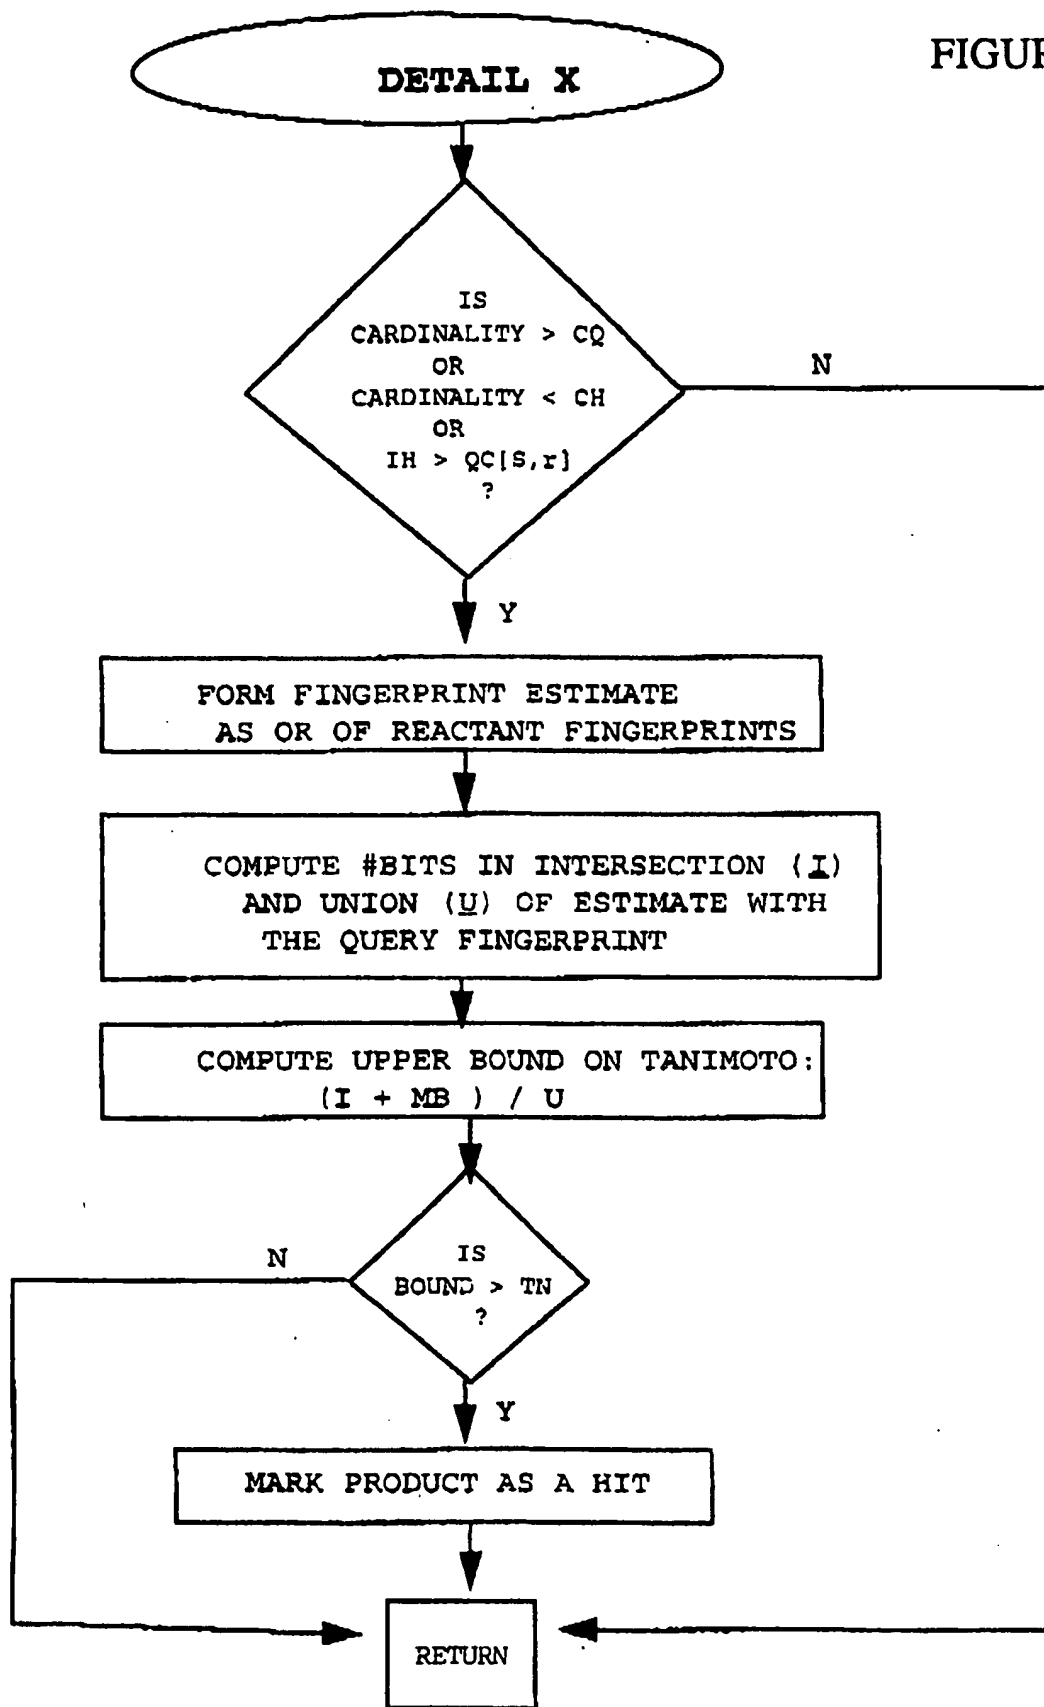 FIGUR
DETAIL X
IS
CARDINALITY > CQ
OR
CARDINALITY < CH
OR
IH > QC[S,r]
?
N
Y
FORM FINGERPRINT ESTIMATE
AS OR OF REACTANT FINGERPRINTS
COMPUTE #BITS IN INTERSECTION (I)
AND UNION (U) OF ESTIMATE WITH
THE QUERY FINGERPRINT
COMPUTE UPPER BOUND ON TANIMOTO:
(I + MB ) / U
N
IS
BOUND > TN
?
Y
MARK PRODUCT AS A HIT
RETURN